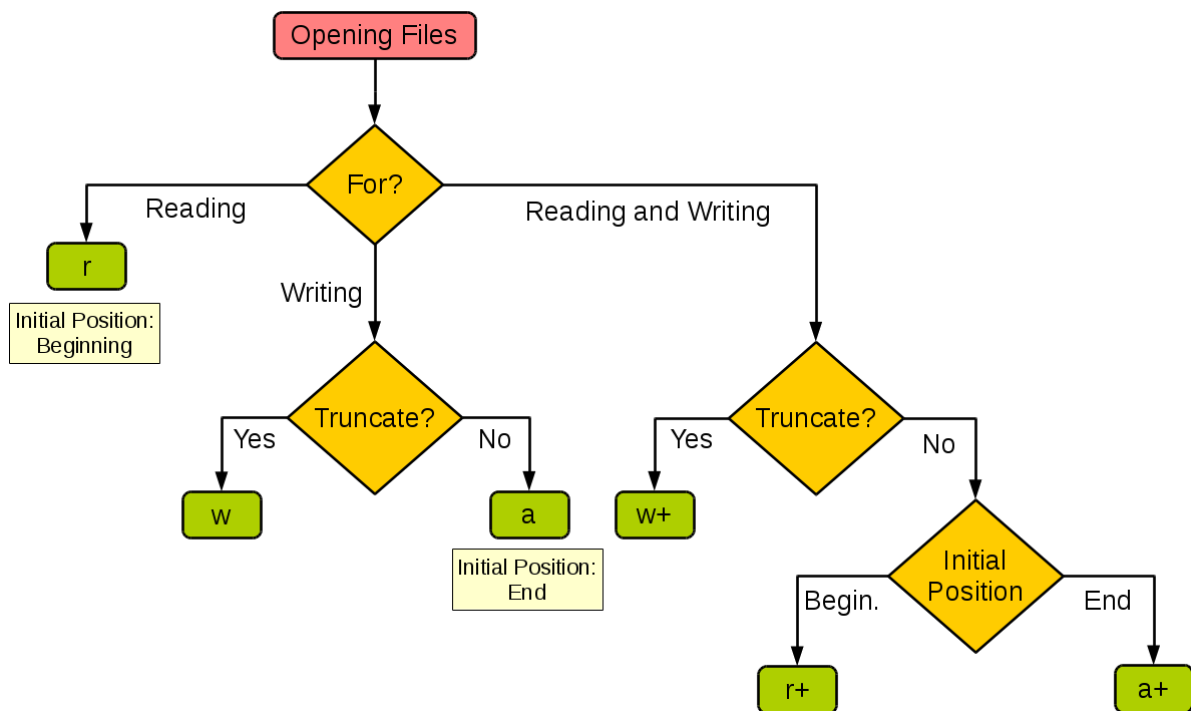 Opening Files
For?
Reading
Reading and Writing
r
Writing
Initial Position:
Beginning
Truncate?
Yes
No
w
a
Initial Position:
End
Truncate?
Yes
No
w+
Initial
Position
Begin.
End
r+
a+